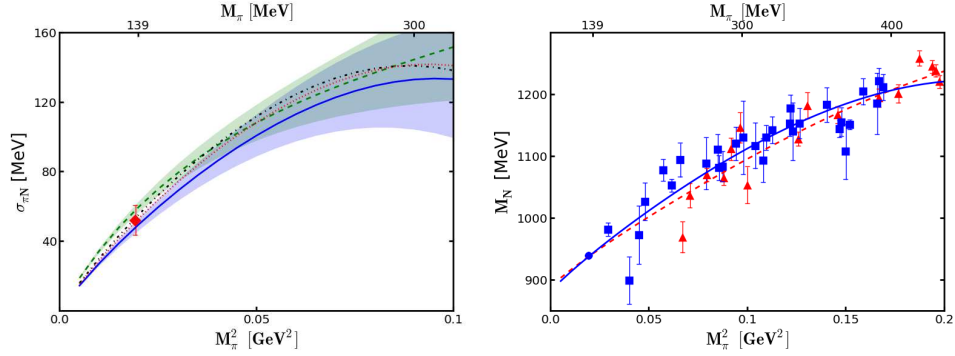 M_π [MeV]
139 300
160
120
80
40
σ_πN [MeV]
0.0 0.05 0.1
M_π^2 [GeV^2]
M_π [MeV]
139 300 400
1200
1100
1000
900
M_N [MeV]
0.0 0.05 0.1 0.15 0.2
M_π^2 [GeV^2]